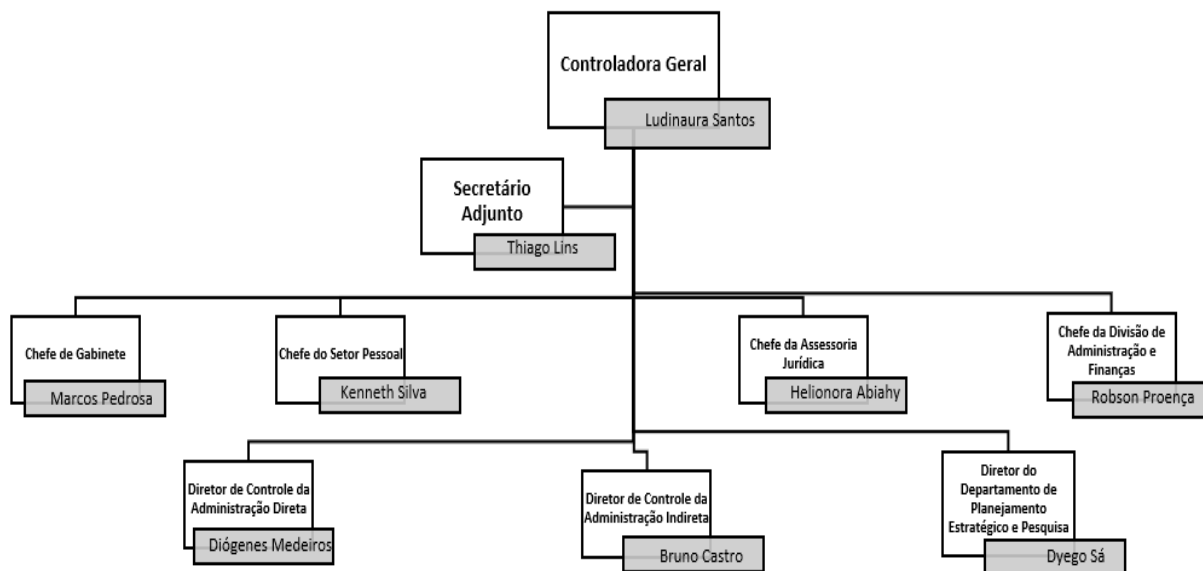 Controladora Geral
Ludinaura Santos
Secretário
Adjunto
Thiago Lins
Chefe de Gabinete
Marcos Pedrosa
Chefe do Setor Pessoal
Kenneth Silva
Chefe da Assessoria
Jurídica
Helionora Abiahy
Chefe da Divisão de
Administração e
Finanças
Robson Proença
Diretor de Controle da
Administração Direta
Diógenes Medeiros
Diretor de Controle da
Administração Indireta
Bruno Castro
Diretor do
Departamento de
Planejamento
Estratégico e Pesquisa
Dyego Sá